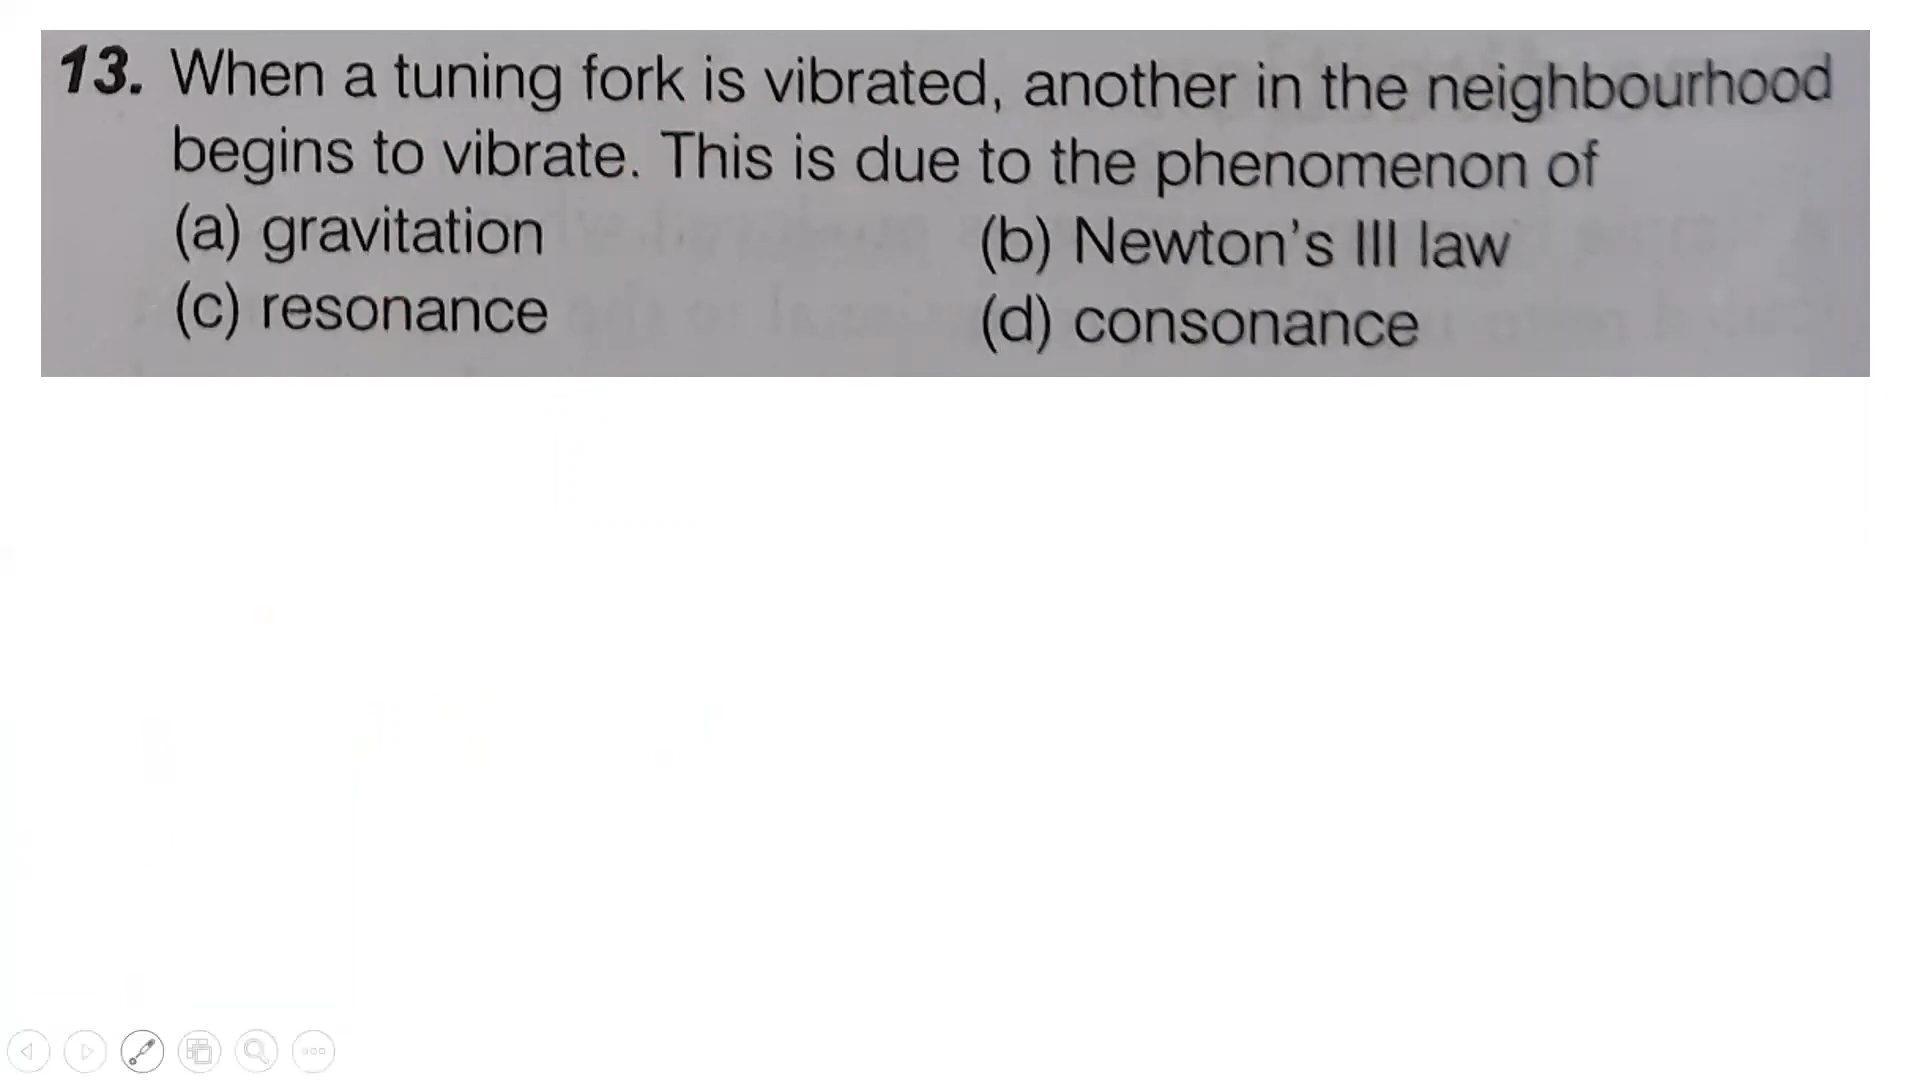 13. When a tuning fork is vibrated, another in the neighbourhood
begins to vibrate. This is due to the phenomenon of
(a) gravitation (b) Newton's III law
(c) resonance (d) consonance